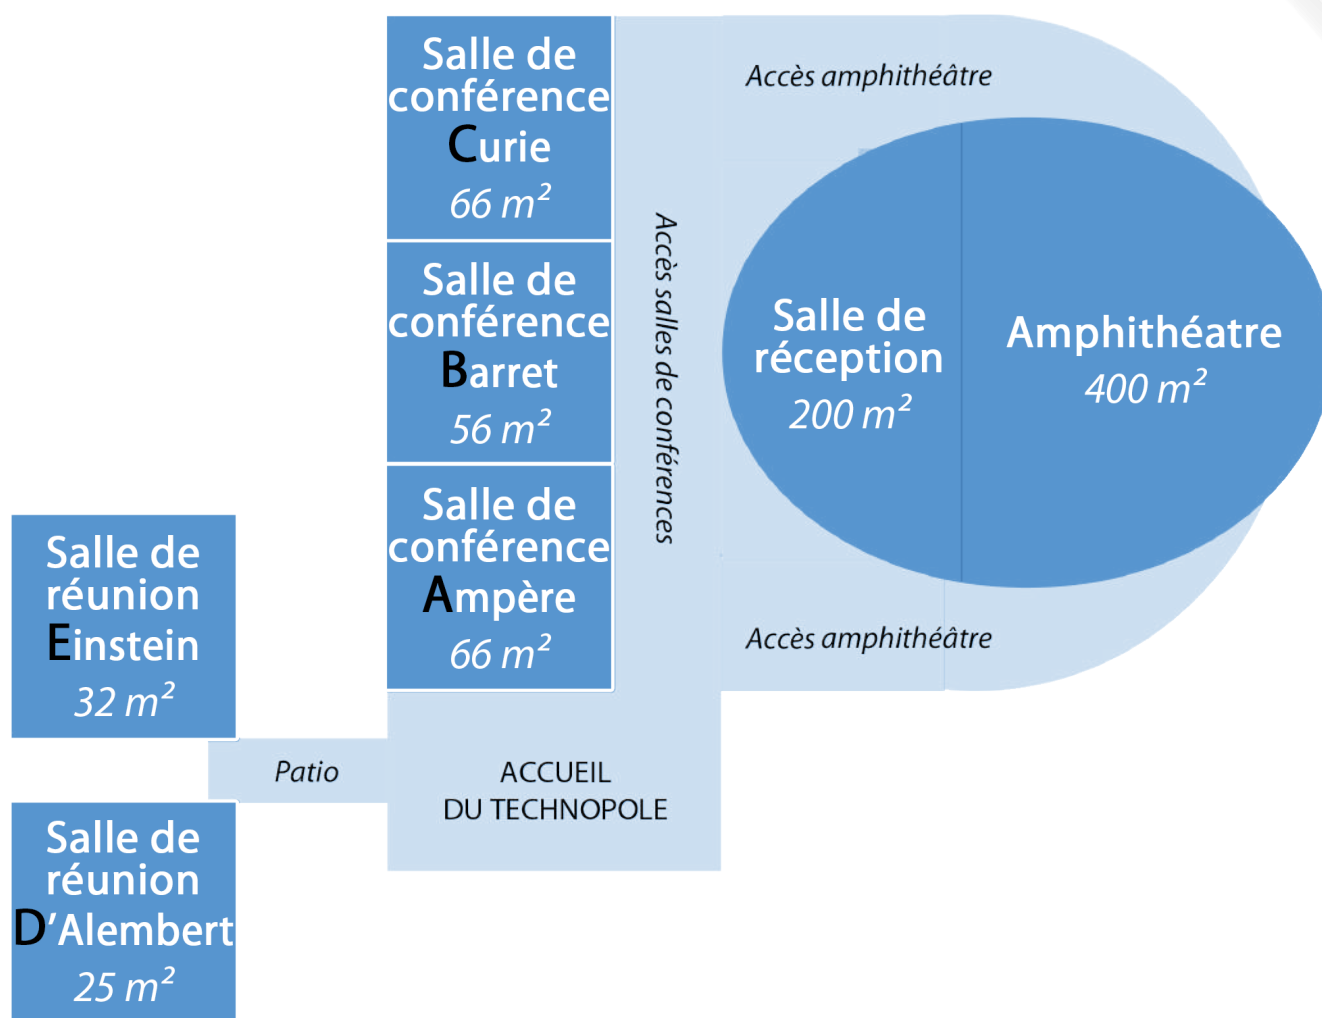 Salle de
conférence
Curie
66 m²
Salle de
conférence
Barret
56 m²
Salle de
conférence
Ampère
66 m²
Accès salles de conférences
Accès amphithéâtre
Salle de
réception
200 m²
Amphithéatre
400 m²
Accès amphithéâtre
Salle de
réunion
Einstein
32 m²
Patio
ACCUEIL
DU TECHNOPOLE
Salle de
réunion
D'Alembert
25 m²